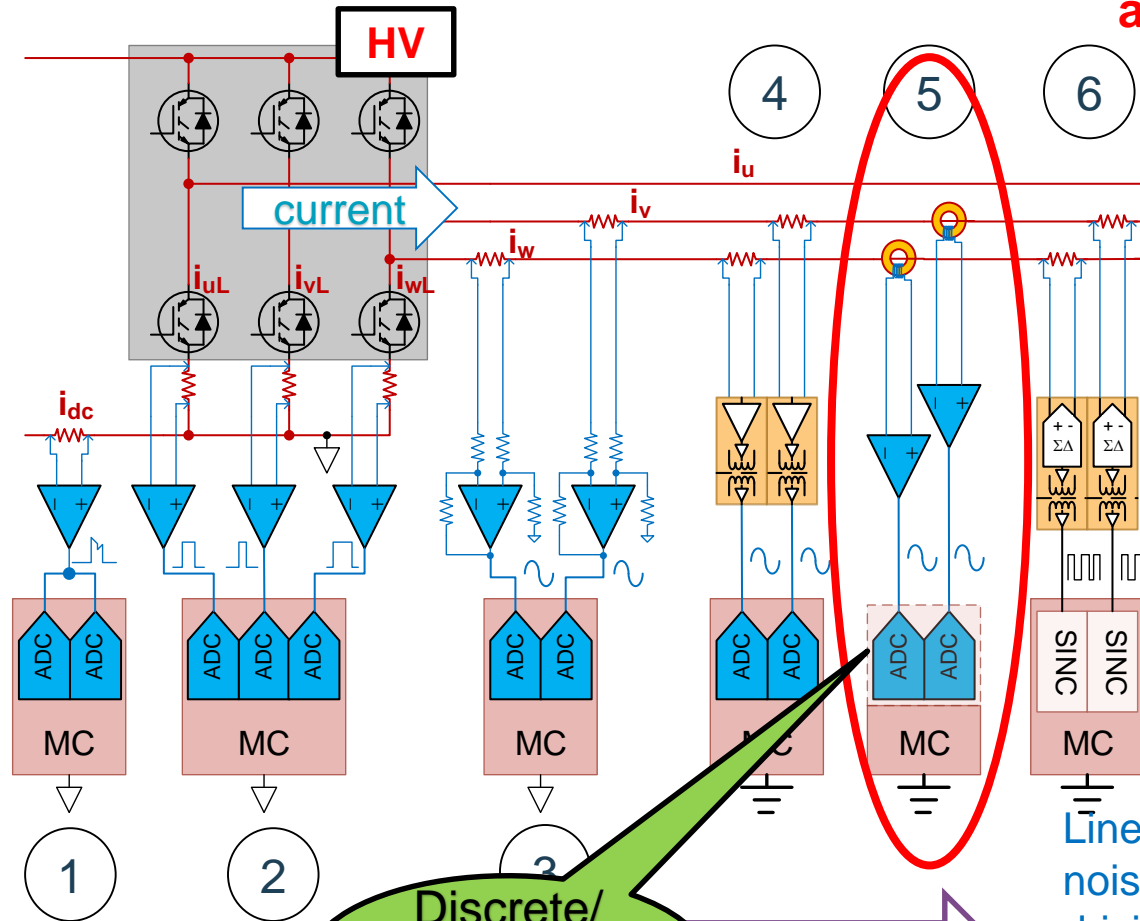 a
HV
4
5
6
current
iu
iv
iw
iuL
ivL
iwL
idc
- +
- +
- +
- +
- +
- +
- +
- +
+ -
ΣΔ
+ -
ΣΔ
ADC
ADC
ADC
ADC
ADC
ADC
ADC
ADC
ADC
ADC
ADC
SINC
SINC
MC
MC
MC
MC
MC
MC
1
2
3
Discrete/
Line
nois